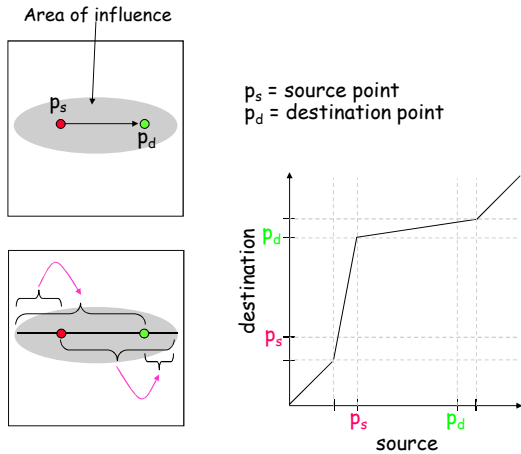 Area of influence
ps
pd
ps = source point
pd = destination point
destination
pd
ps
ps
pd
source